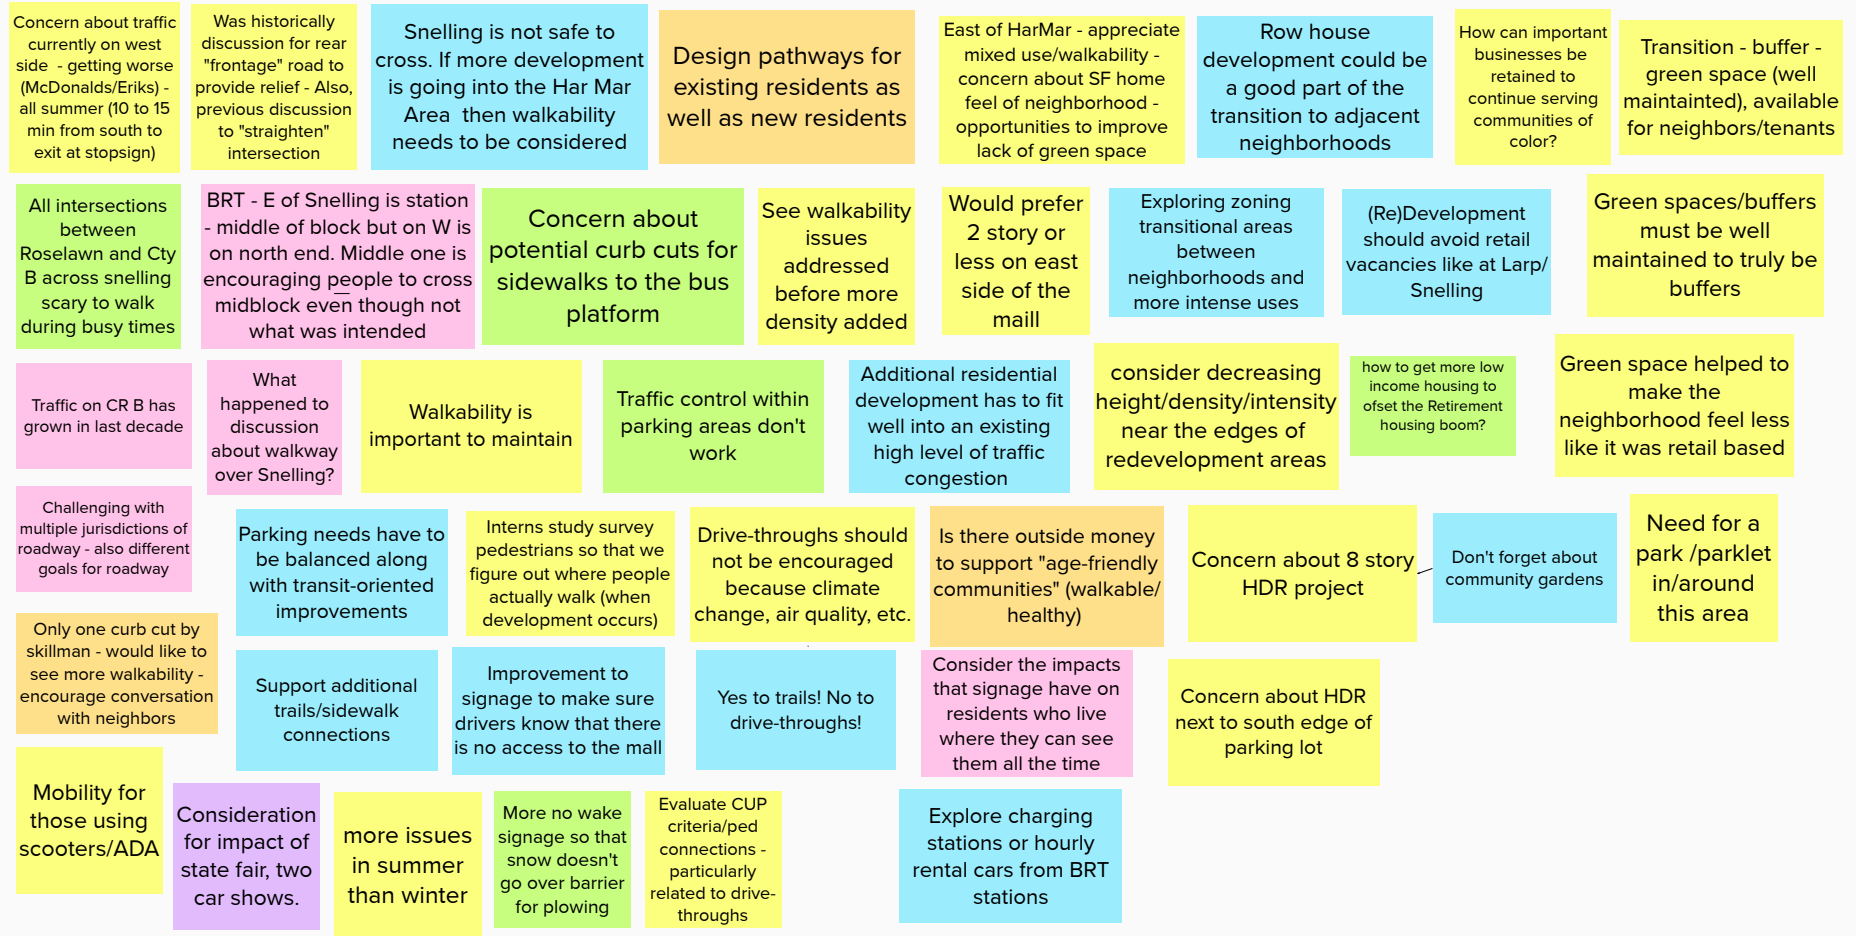 Concern about traffic
currently on west
side - getting worse
(McDonalds/Eriks) -
all summer (10 to 15
min from south to
exit at stopsign)
Was historically
discussion for rear
"frontage" road to
provide relief - Also,
previous discussion
to "straighten"
intersection
Snelling is not safe to
cross. If more development
is going into the Har Mar
Area then walkability
needs to be considered
Design pathways for
existing residents as
well as new residents
East of HarMar - appreciate
mixed use/walkability -
concern about SF home
feel of neighborhood -
opportunities to improve
lack of green space
Row house
development could be
a good part of the
transition to adjacent
neighborhoods
How can important
businesses be
retained to
continue serving
communities of
color?
Transition - buffer -
green space (well
maintainted), available
for neighbors/tenants
All intersections
between
Roselawn and Cty
B across snelling
scary to walk
during busy times
BRT - E of Snelling is station
- middle of block but on W is
on north end. Middle one is
encouraging people to cross
midblock even though not
what was intended
Concern about
potential curb cuts for
sidewalks to the bus
platform
See walkability
issues
addressed
before more
density added
Would prefer
2 story or
less on east
side of the
maill
Exploring zoning
transitional areas
between
neighborhoods and
more intense uses
(Re)Development
should avoid retail
vacancies like at Larp/
Snelling
Green spaces/buffers
must be well
maintained to truly be
buffers
Traffic on CR B has
grown in last decade
What
happened to
discussion
about walkway
over Snelling?
Walkability is
important to maintain
Traffic control within
parking areas don't
work
Additional residential
development has to fit
well into an existing
high level of traffic
congestion
consider decreasing
height/density/intensity
near the edges of
redevelopment areas
how to get more low
income housing to
ofset the Retirement
housing boom?
Green space helped to
make the
neighborhood feel less
like it was retail based
Challenging with
multiple jurisdictions of
roadway - also different
goals for roadway
Parking needs have to
be balanced along
with transit-oriented
improvements
Interns study survey
pedestrians so that we
figure out where people
actually walk (when
development occurs)
Drive-throughs should
not be encouraged
because climate
change, air quality, etc.
Is there outside money
to support "age-friendly
communities" (walkable/
healthy)
Concern about 8 story
HDR project
Don't forget about
community gardens
Need for a
park /parklet
in/around
this area
Only one curb cut by
skillman - would like to
see more walkability -
encourage conversation
with neighbors
Support additional
trails/sidewalk
connections
Improvement to
signage to make sure
drivers know that there
is no access to the mall
Yes to trails! No to
drive-throughs!
Consider the impacts
that signage have on
residents who live
where they can see
them all the time
Concern about HDR
next to south edge of
parking lot
Mobility for
those using
scooters/ADA
Consideration
for impact of
state fair, two
car shows.
more issues
in summer
than winter
More no wake
signage so that
snow doesn't
go over barrier
for plowing
Evaluate CUP
criteria/ped
connections -
particularly
related to drive-
throughs
Explore charging
stations or hourly
rental cars from BRT
stations